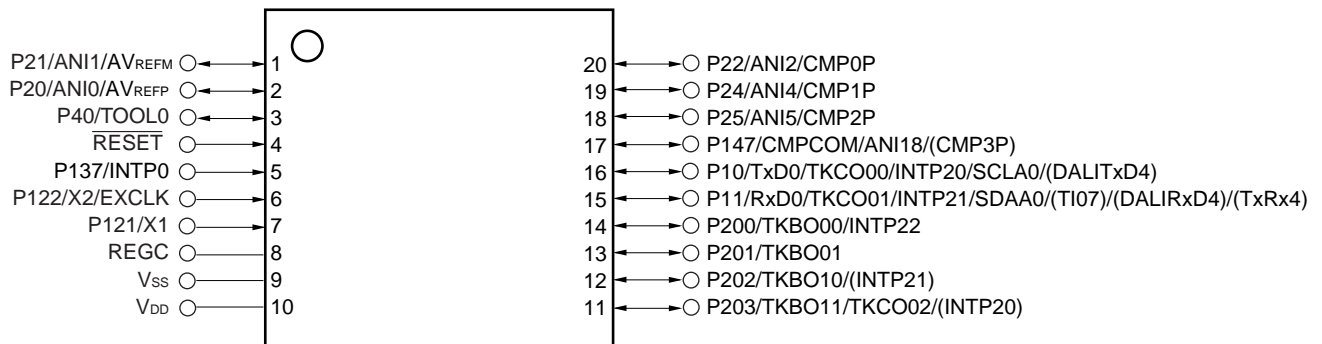 P21/ANI1/AVREFM 1
P20/ANI0/AVREFP 2
P40/TOOL0 3
RESET 4
P137/INTP0 5
P122/X2/EXCLK 6
P121/X1 7
REGC 8
VSS 9
VDD 10
20 P22/ANI2/CMP0P
19 P24/ANI4/CMP1P
18 P25/ANI5/CMP2P
17 P147/CMPCOM/ANI18/(CMP3P)
16 P10/TxD0/TKCO00/INTP20/SCLA0/(DALITxD4)
15 P11/RxD0/TKCO01/INTP21/SDAA0/(TI07)/(DALIRxD4)/(TxRx4)
14 P200/TKBO00/INTP22
13 P201/TKBO01
12 P202/TKBO10/(INTP21)
11 P203/TKBO11/TKCO02/(INTP20)